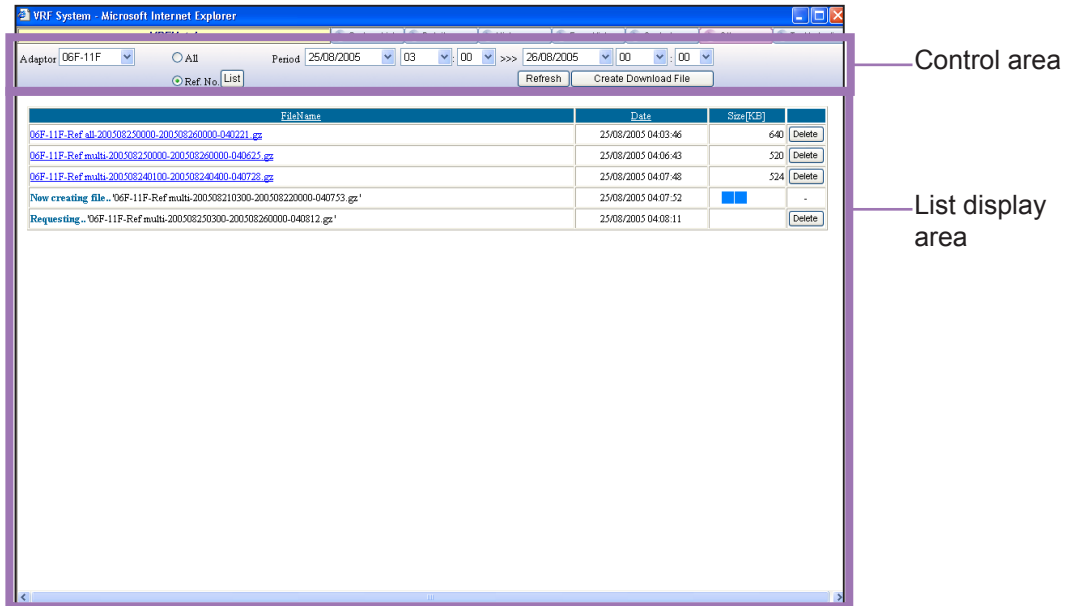 VRF System - Microsoft Internet Explorer
Adaptor 06F-11F All Period 25/08/2005 03 : 00 >>> 26/08/2005 00 : 00
Ref. No. List Refresh Create Download File
Control area
FileName Date Size[KB]
06F-11F-Ref all-200508250000-200508260000-040221.gz 25/08/2005 04:03:46 640 Delete
06F-11F-Ref multi-200508250000-200508260000-040625.gz 25/08/2005 04:06:43 520 Delete
06F-11F-Ref multi-200508240100-200508240400-040728.gz 25/08/2005 04:07:48 524 Delete
Now creating file.. '06F-11F-Ref multi-200508210300-200508220000-040753.gz' 25/08/2005 04:07:52 -
Requesting.. '06F-11F-Ref multi-200508250300-200508260000-040812.gz' 25/08/2005 04:08:11 Delete
List display
area